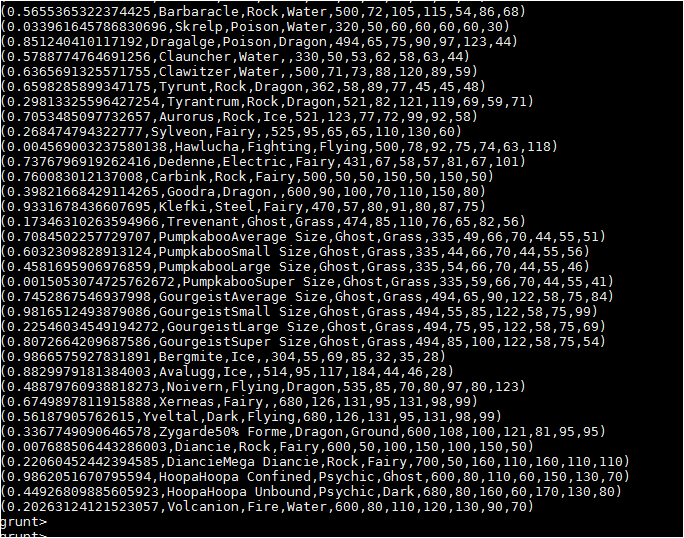 (0.5655365322374425,Barbaracle,Rock,Water,500,72,105,115,54,86,68)
(0.033961645786830696,Skrelp,Poison,Water,320,50,60,60,60,60,30)
(0.851240410117192,Dragalge,Poison,Dragon,494,65,75,90,97,123,44)
(0.5788774764691256,Clauncher,Water,,330,50,53,62,58,63,44)
(0.6365691325571755,Clawitzer,Water,,500,71,73,88,120,89,59)
(0.6598285899347175,Tyrunt,Rock,Dragon,362,58,89,77,45,45,48)
(0.29813325596427254,Tyrantrum,Rock,Dragon,521,82,121,119,69,59,71)
(0.7053485097732657,Aurorus,Rock,Ice,521,123,77,72,99,92,58)
(0.268474794322777,Sylveon,Fairy,,525,95,65,65,110,130,60)
(0.004569003237580138,Hawlucha,Fighting,Flying,500,78,92,75,74,63,118)
(0.7376796919262416,Dedenne,Electric,Fairy,431,67,58,57,81,67,101)
(0.760083012137008,Carbink,Rock,Fairy,500,50,50,150,50,150,50)
(0.39821668429114265,Goodra,Dragon,,600,90,100,70,110,150,80)
(0.9331678436607695,Klefki,Steel,Fairy,470,57,80,91,80,87,75)
(0.17346310263594966,Trevenant,Ghost,Grass,474,85,110,76,65,82,56)
(0.7084502257729707,PumpkabooAverage Size,Ghost,Grass,335,49,66,70,44,55,51)
(0.6032309828913124,PumpkabooSmall Size,Ghost,Grass,335,44,66,70,44,55,56)
(0.4581695906976859,PumpkabooLarge Size,Ghost,Grass,335,54,66,70,44,55,46)
(0.0015053074725762672,PumpkabooSuper Size,Ghost,Grass,335,59,66,70,44,55,41)
(0.7452867546937998,GourgeistAverage Size,Ghost,Grass,494,65,90,122,58,75,84)
(0.9816512493879086,GourgeistSmall Size,Ghost,Grass,494,55,85,122,58,75,99)
(0.22546034549194272,GourgeistLarge Size,Ghost,Grass,494,75,95,122,58,75,69)
(0.8072664209687586,GourgeistSuper Size,Ghost,Grass,494,85,100,122,58,75,54)
(0.9866575927831891,Bergmite,Ice,,304,55,69,85,32,35,28)
(0.8829979181384003,Avalugg,Ice,,514,95,117,184,44,46,28)
(0.48879760938818273,Noivern,Flying,Dragon,535,85,70,80,97,80,123)
(0.6749897811915888,Xerneas,Fairy,,680,126,131,95,131,98,99)
(0.56187905762615,Yveltal,Dark,Flying,680,126,131,95,131,98,99)
(0.3367749090646578,Zygarde50% Forme,Dragon,Ground,600,108,100,121,81,95,95)
(0.007688506443286003,Diancie,Rock,Fairy,600,50,100,150,100,150,50)
(0.22060452442394585,DiancieMega Diancie,Rock,Fairy,700,50,160,110,160,110,110)
(0.9862051670795594,HoopaHoopa Confined,Psychic,Ghost,600,80,110,60,150,130,70)
(0.44926809885605923,HoopaHoopa Unbound,Psychic,Dark,680,80,160,60,170,130,80)
(0.20263124121523057,Volcanion,Fire,Water,600,80,110,120,130,90,70)
grunt>
grunt>